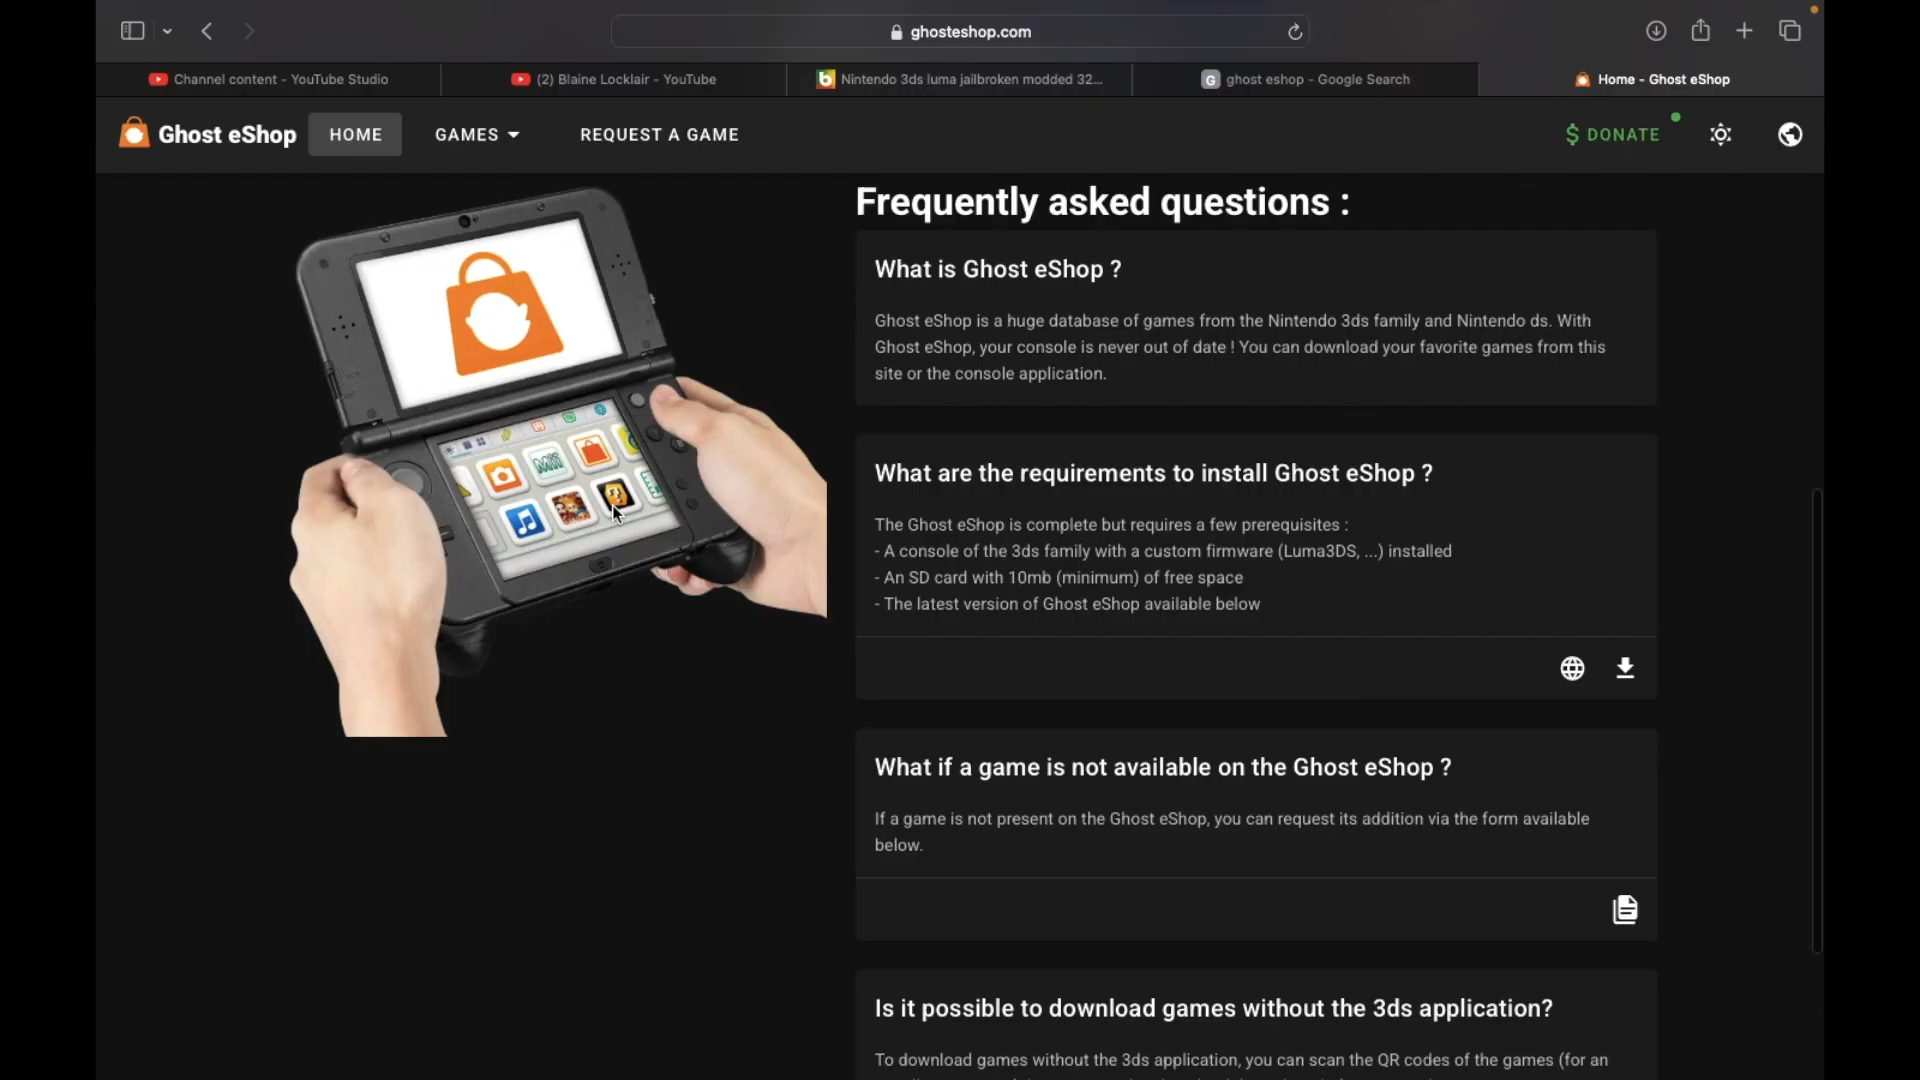 ghosteshop.com
Channel content - YouTube Studio
(2) Blaine Locklair - YouTube
Nintendo 3ds luma jailbroken modded 32...
G
ghost eshop - Google Search
Home - Ghost eShop
Ghost eShop
HOME
GAMES
REQUEST A GAME
$ DONATE
Frequently asked questions :
What is Ghost eShop ?
Ghost eShop is a huge database of games from the Nintendo 3ds family and Nintendo ds. With
Ghost eShop, your console is never out of date ! You can download your favorite games from this
site or the console application.
Mii
What are the requirements to install Ghost eShop ?
The Ghost eShop is complete but requires a few prerequisites :
- A console of the 3ds family with a custom firmware (Luma3DS, ...) installed
- An SD card with 10mb (minimum) of free space
- The latest version of Ghost eShop available below
What if a game is not available on the Ghost eShop ?
If a game is not present on the Ghost eShop, you can request its addition via the form available
below.
Is it possible to download games without the 3ds application?
To download games without the 3ds application, you can scan the QR codes of the games (for an